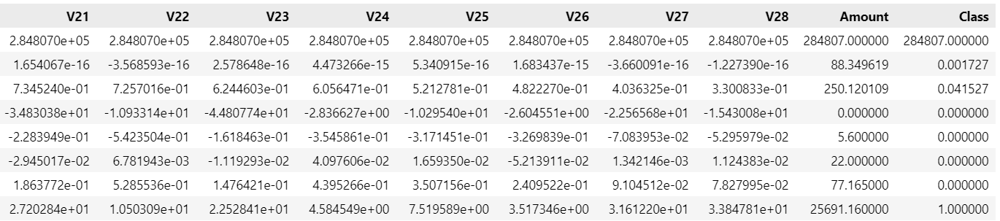 V21 V22 V23 V24 V25 V26 V27 V28 Amount Class
2.848070e+05 2.848070e+05 2.848070e+05 2.848070e+05 2.848070e+05 2.848070e+05 2.848070e+05 2.848070e+05 284807.000000 284807.000000
1.654067e-16 -3.568593e-16 2.578648e-16 4.473266e-15 5.340915e-16 1.683437e-15 -3.660091e-16 -1.227390e-16 88.349619 0.001727
7.345240e-01 7.257016e-01 6.244603e-01 6.056471e-01 5.212781e-01 4.822270e-01 4.036325e-01 3.300833e-01 250.120109 0.041527
-3.483038e+01 -1.093314e+01 -4.480774e+01 -2.836627e+00 -1.029540e+01 -2.604551e+00 -2.256568e+01 -1.543008e+01 0.000000 0.000000
-2.283949e-01 -5.423504e-01 -1.618463e-01 -3.545861e-01 -3.171451e-01 -3.269839e-01 -7.083953e-02 -5.295979e-02 5.600000 0.000000
-2.945017e-02 6.781943e-03 -1.119293e-02 4.097606e-02 1.659350e-02 -5.213911e-02 1.342146e-03 1.124383e-02 22.000000 0.000000
1.863772e-01 5.285536e-01 1.476421e-01 4.395266e-01 3.507156e-01 2.409522e-01 9.104512e-02 7.827995e-02 77.165000 0.000000
2.720284e+01 1.050309e+01 2.252841e+01 4.584549e+00 7.519589e+00 3.517346e+00 3.161220e+01 3.384781e+01 25691.160000 1.000000